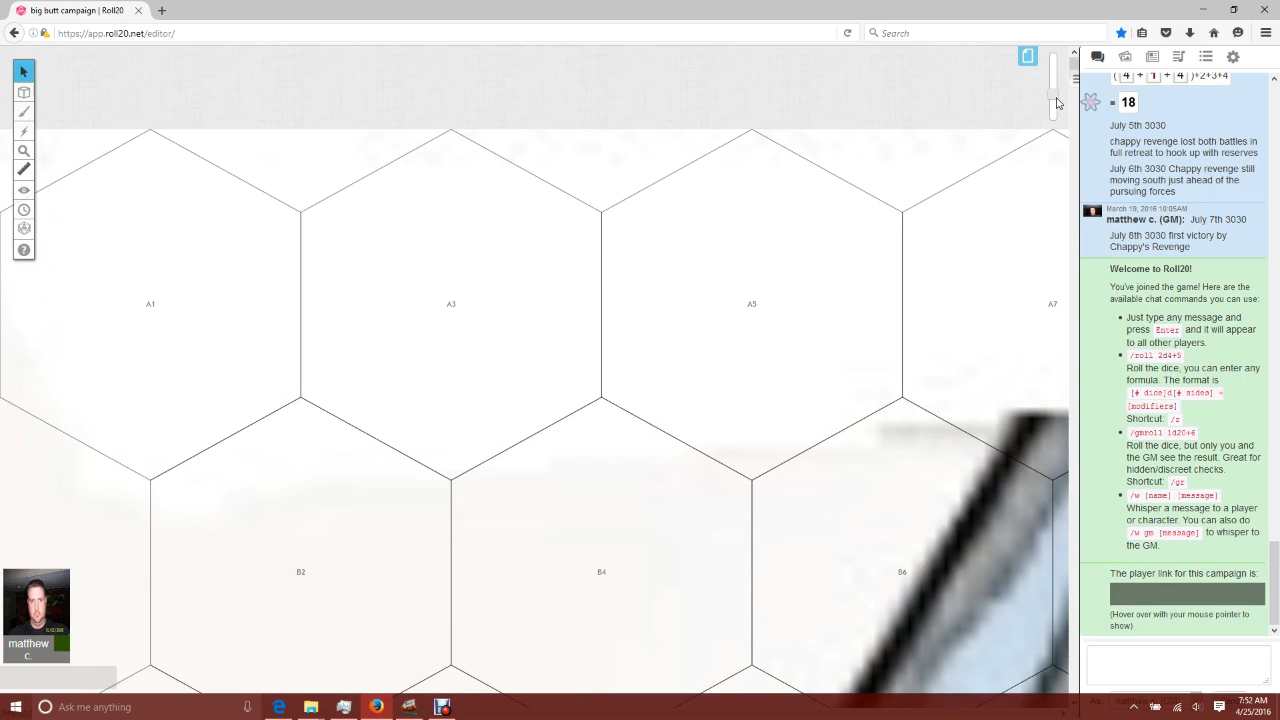 big butt campaign | Roll20
https://app.roll20.net/editor/
Search
A1
A3
A5
A7
B2
B4
B6
matthew
C.
( 4 + 1 + 4 )+2+3+4
= 18
July 5th 3030
chappy revenge lost both battles in
full retreat to hook up with reserves
July 6th 3030 Chappy revenge still
moving south just ahead of the
pursuing forces
March 19, 2016 10:05AM
matthew c. (GM): July 7th 3030
July 8th 3030 first victory by
Chappy's Revenge
Welcome to Roll20!
You've joined the game! Here are the
available chat commands you can use:
Just type any message and
press Enter and it will appear
to all other players.
/roll 2d4+5
Roll the dice, you can enter any
formula. The format is
[# dice]d[# sides] +
[modifiers]
Shortcut: /r
/gmroll 1d20+6
Roll the dice, but only you and
the GM see the result. Great for
hidden/discreet checks.
Shortcut: /gr
/w [name] [message]
Whisper a message to a player
or character. You can also do
/w gm [message] to whisper to
the GM.
The player link for this campaign is:
(Hover over with your mouse pointer to
show)
As:
Ask me anything
7:52 AM
4/25/2016